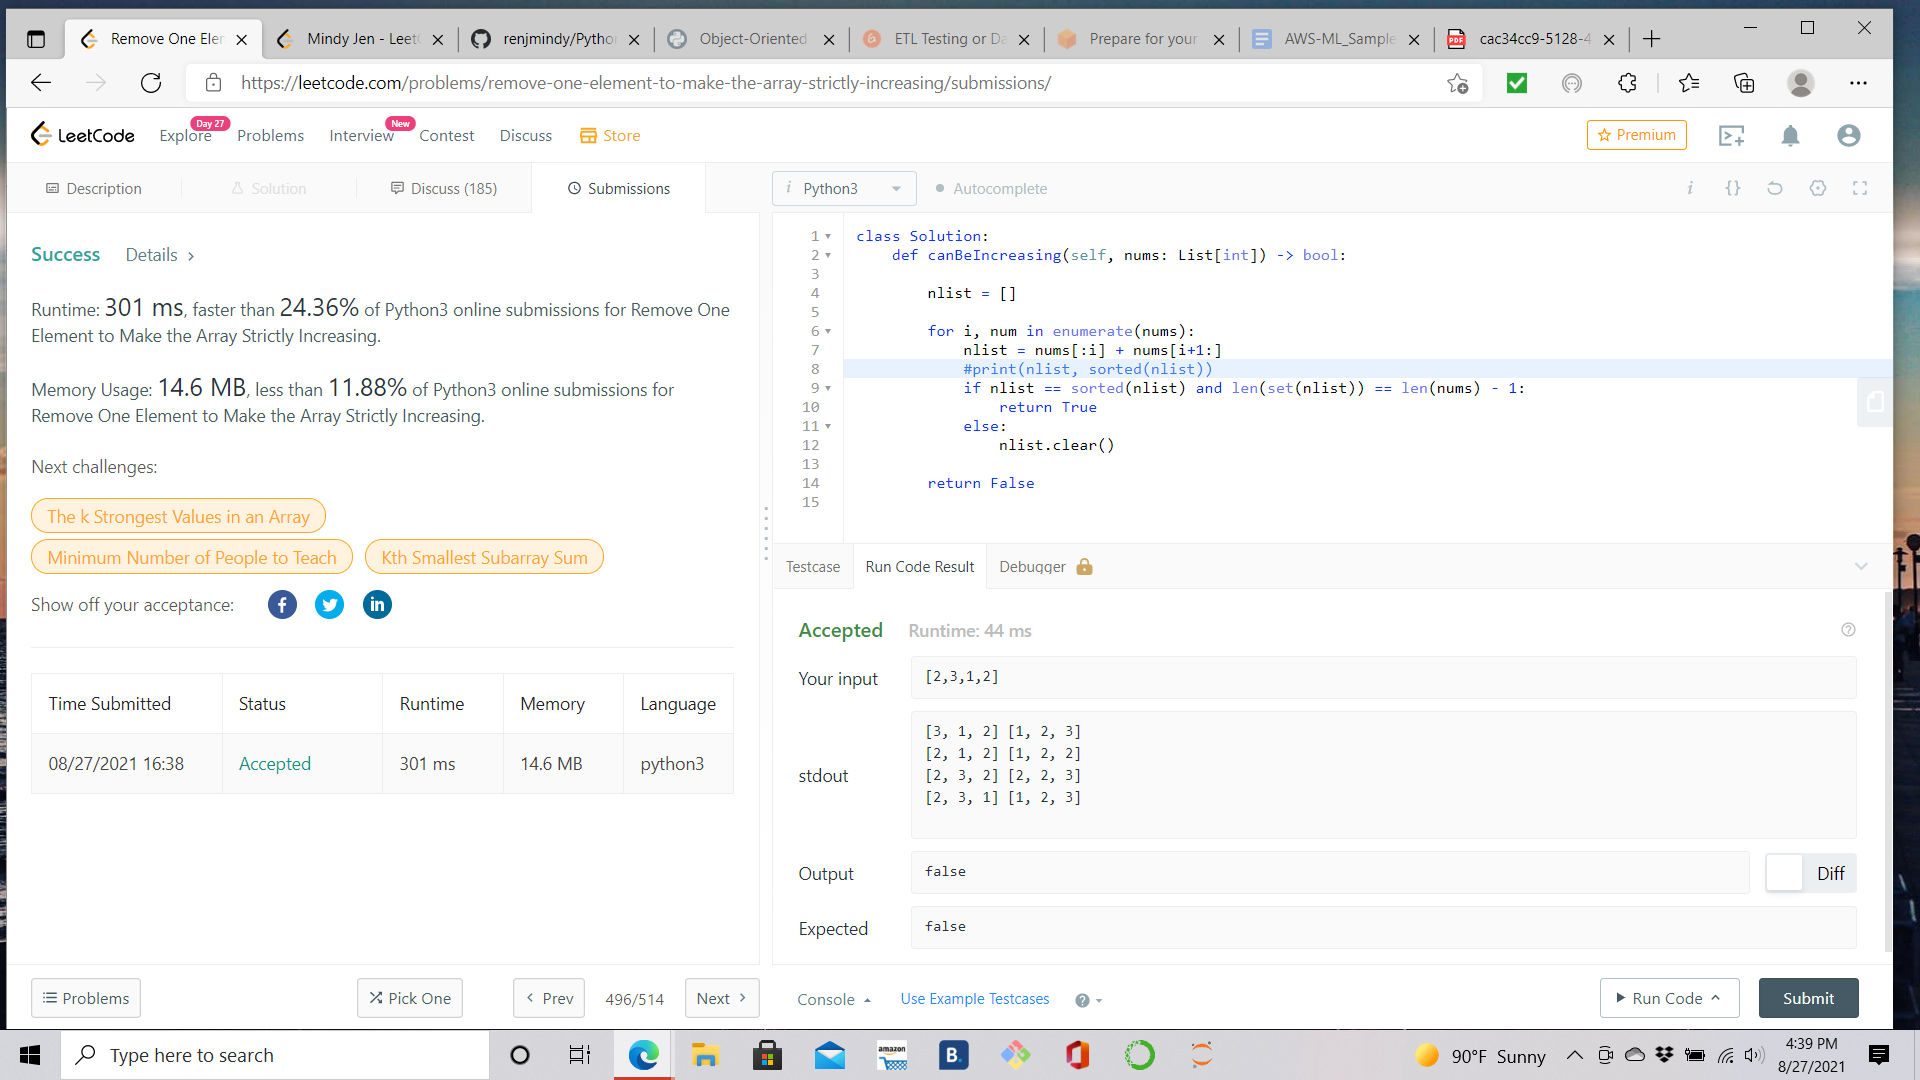 Remove One Elem
Mindy Jen - LeetC
renjmindy/Pytho
Object-Oriented
ETL Testing or Da
Prepare for your
AWS-ML_Sample
PDF
cac34cc9-5128-4
https://leetcode.com/problems/remove-one-element-to-make-the-array-strictly-increasing/submissions/
LeetCode
Explore
Day 27
Problems
Interview
New
Contest
Discuss
Store
Premium
Description
Solution
Discuss (185)
Submissions
i Python3
Autocomplete
i {}
Success Details >
Runtime: 301 ms, faster than 24.36% of Python3 online submissions for Remove One
Element to Make the Array Strictly Increasing.
Memory Usage: 14.6 MB, less than 11.88% of Python3 online submissions for
Remove One Element to Make the Array Strictly Increasing.
Next challenges:
The k Strongest Values in an Array
Minimum Number of People to Teach
Kth Smallest Subarray Sum
Show off your acceptance:
Time Submitted Status Runtime Memory Language
08/27/2021 16:38 Accepted 301 ms 14.6 MB python3
Problems
Pick One
< Prev
496/514
Next >
1 class Solution:
2 def canBeIncreasing(self, nums: List[int]) -> bool:
3
4 nlist = []
5
6 for i, num in enumerate(nums):
7 nlist = nums[:i] + nums[i+1:]
8 #print(nlist, sorted(nlist))
9 if nlist == sorted(nlist) and len(set(nlist)) == len(nums) - 1:
10 return True
11 else:
12 nlist.clear()
13
14 return False
15
Testcase
Run Code Result
Debugger
Accepted Runtime: 44 ms
Your input
[2,3,1,2]
stdout
[3, 1, 2] [1, 2, 3]
[2, 1, 2] [1, 2, 2]
[2, 3, 2] [2, 2, 3]
[2, 3, 1] [1, 2, 3]
Output
false
Diff
Expected
false
Console
Use Example Testcases
Run Code
Submit
Type here to search
amazon
B.
90°F Sunny
4:39 PM
8/27/2021